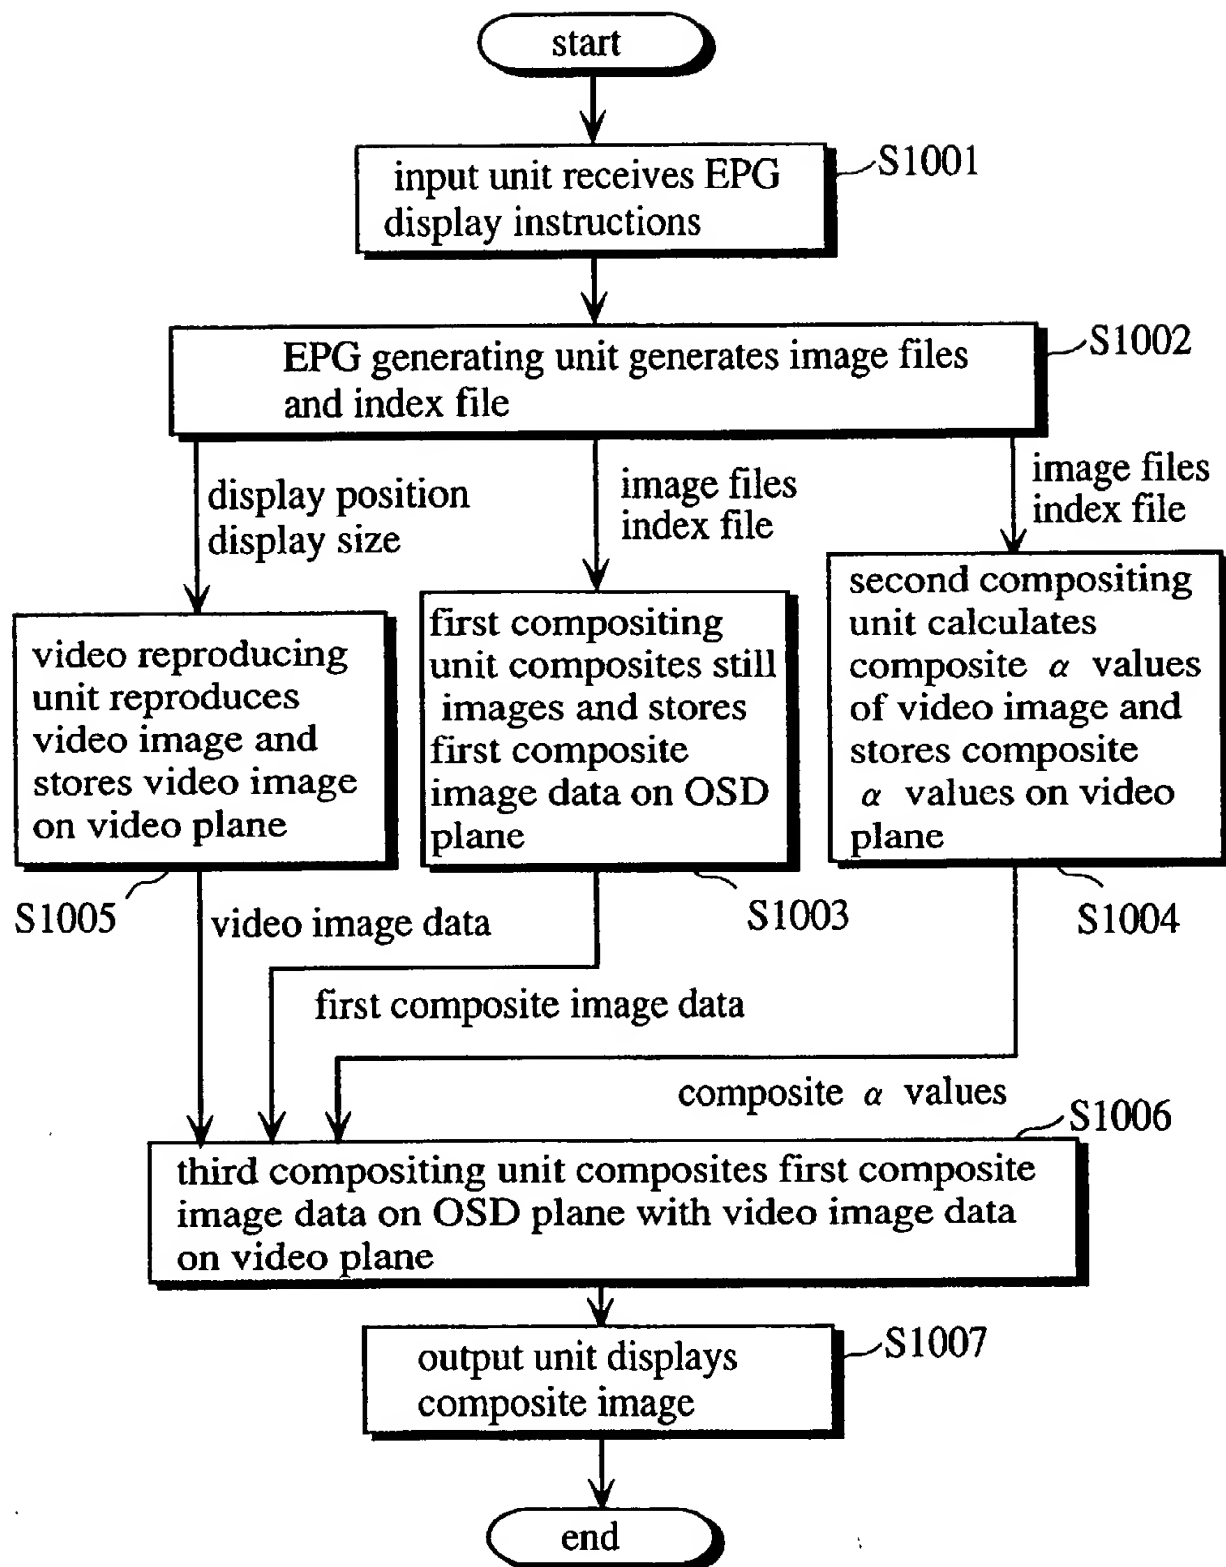 start
input unit receives EPG
display instructions
S1001
EPG generating unit generates image files
and index file
S1002
display position
display size
image files
index file
image files
index file
video reproducing
unit reproduces
video image and
stores video image
on video plane
S1005
first compositing
unit composites still
images and stores
first composite
image data on OSD
plane
S1003
second compositing
unit calculates
composite α values
of video image and
stores composite
α values on video
plane
S1004
video image data
first composite image data
composite α values
S1006
third compositing unit composites first composite
image data on OSD plane with video image data
on video plane
output unit displays
composite image
S1007
end